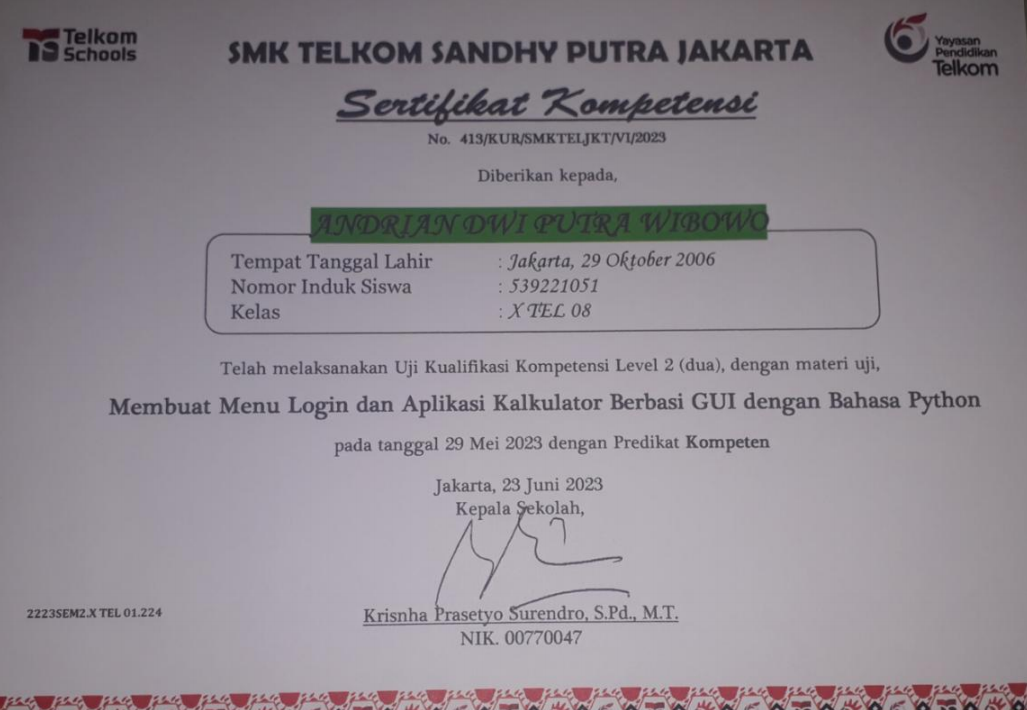 Telkom
Schools
SMK TELKOM SANDHY PUTRA JAKARTA
Yayasan
Pendidikan
Telkom
Sertifikat Kompetensi
No. 413/KUR/SMKTELJKT/VI/2023
Diberikan kepada,
ANDRIAN DWI PUTRA WIBOWO
Tempat Tanggal Lahir : Jakarta, 29 Oktober 2006
Nomor Induk Siswa : 539221051
Kelas : X TEL 08
Telah melaksanakan Uji Kualifikasi Kompetensi Level 2 (dua), dengan materi uji,
Membuat Menu Login dan Aplikasi Kalkulator Berbasi GUI dengan Bahasa Python
pada tanggal 29 Mei 2023 dengan Predikat Kompeten
Jakarta, 23 Juni 2023
Kepala Sekolah,
2223SEM2.X TEL 01.224
Krisnha Prasetyo Surendro, S.Pd., M.T.
NIK. 00770047